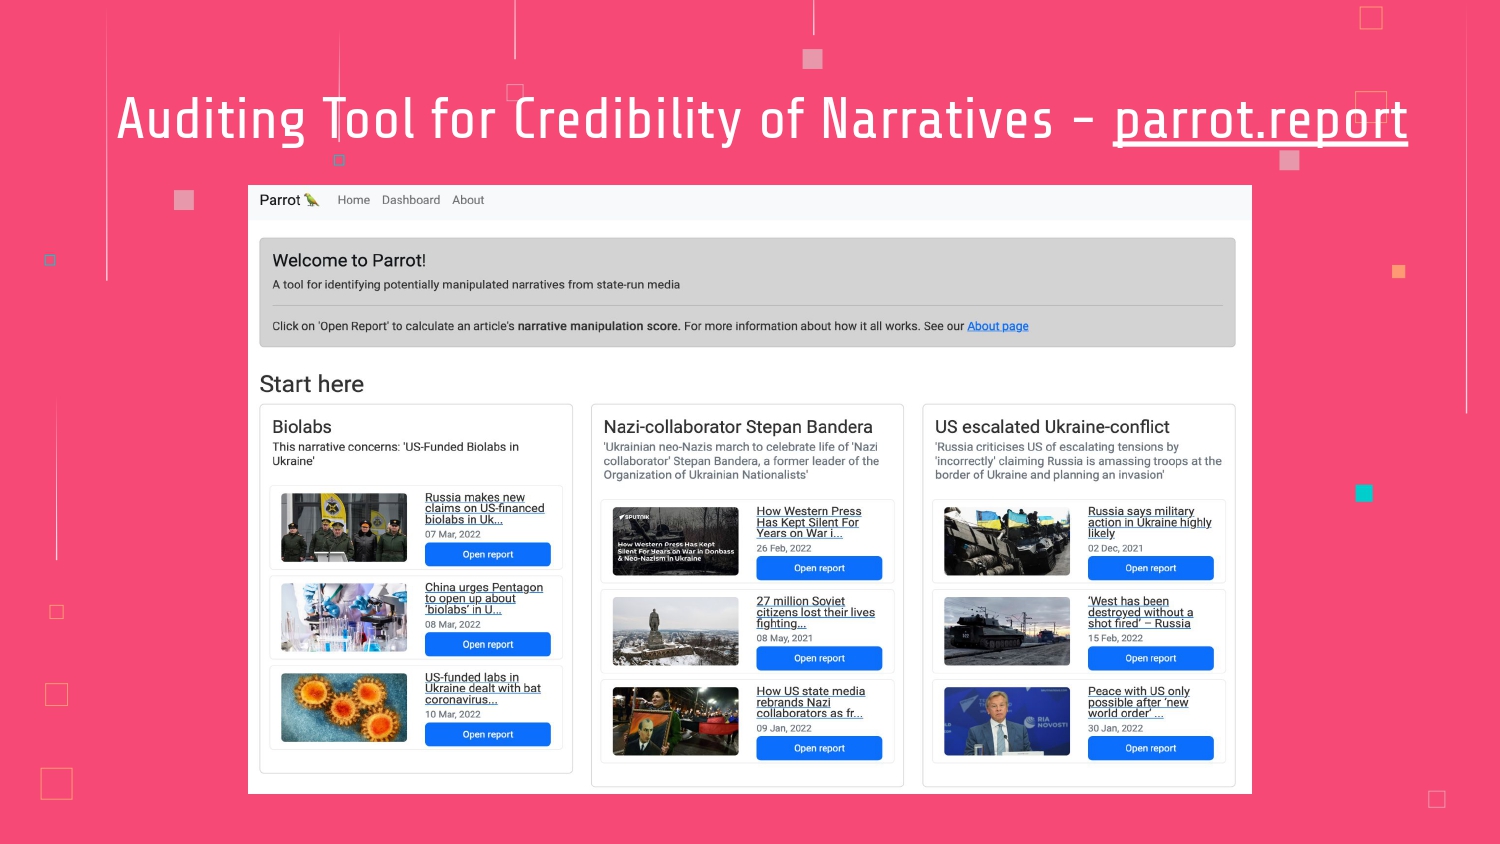 Auditing Tool for Credibility of Narratives - parrot.report
Parrot Home Dashboard About
Welcome to Parrot!
A tool for identifying potentially manipulated narratives from state-run media
Click on 'Open Report' to calculate an article's narrative manipulation score. For more information about how it all works. See our About page
Start here
Biolabs
This narrative concerns: 'US-Funded Biolabs in
Ukraine'
Russia makes new
claims on US-financed
biolabs in Uk...
07 Mar, 2022
Open report
China urges Pentagon
to open up about
'biolabs' in U...
08 Mar, 2022
Open report
US-funded labs in
Ukraine dealt with bat
coronavirus...
10 Mar, 2022
Open report
Nazi-collaborator Stepan Bandera
'Ukrainian neo-Nazis march to celebrate life of 'Nazi
collaborator' Stepan Bandera, a former leader of the
Organization of Ukrainian Nationalists'
SPUTNIK
How Western Press Has Kept
Silent For Years on War in Donbass
& Neo-Nazism in Ukraine
How Western Press
Has Kept Silent For
Years on War i...
26 Feb, 2022
Open report
27 million Soviet
citizens lost their lives
fighting...
08 May, 2021
Open report
How US state media
rebrands Nazi
collaborators as fr...
09 Jan, 2022
Open report
US escalated Ukraine-conflict
'Russia criticises US of escalating tensions by
'incorrectly' claiming Russia is amassing troops at the
border of Ukraine and planning an invasion'
Russia says military
action in Ukraine highly
likely
02 Dec, 2021
Open report
'West has been
destroyed without a
shot fired' – Russia
15 Feb, 2022
Open report
RIA
NOVOSTI
Peace with US only
possible after 'new
world order' ...
30 Jan, 2022
Open report